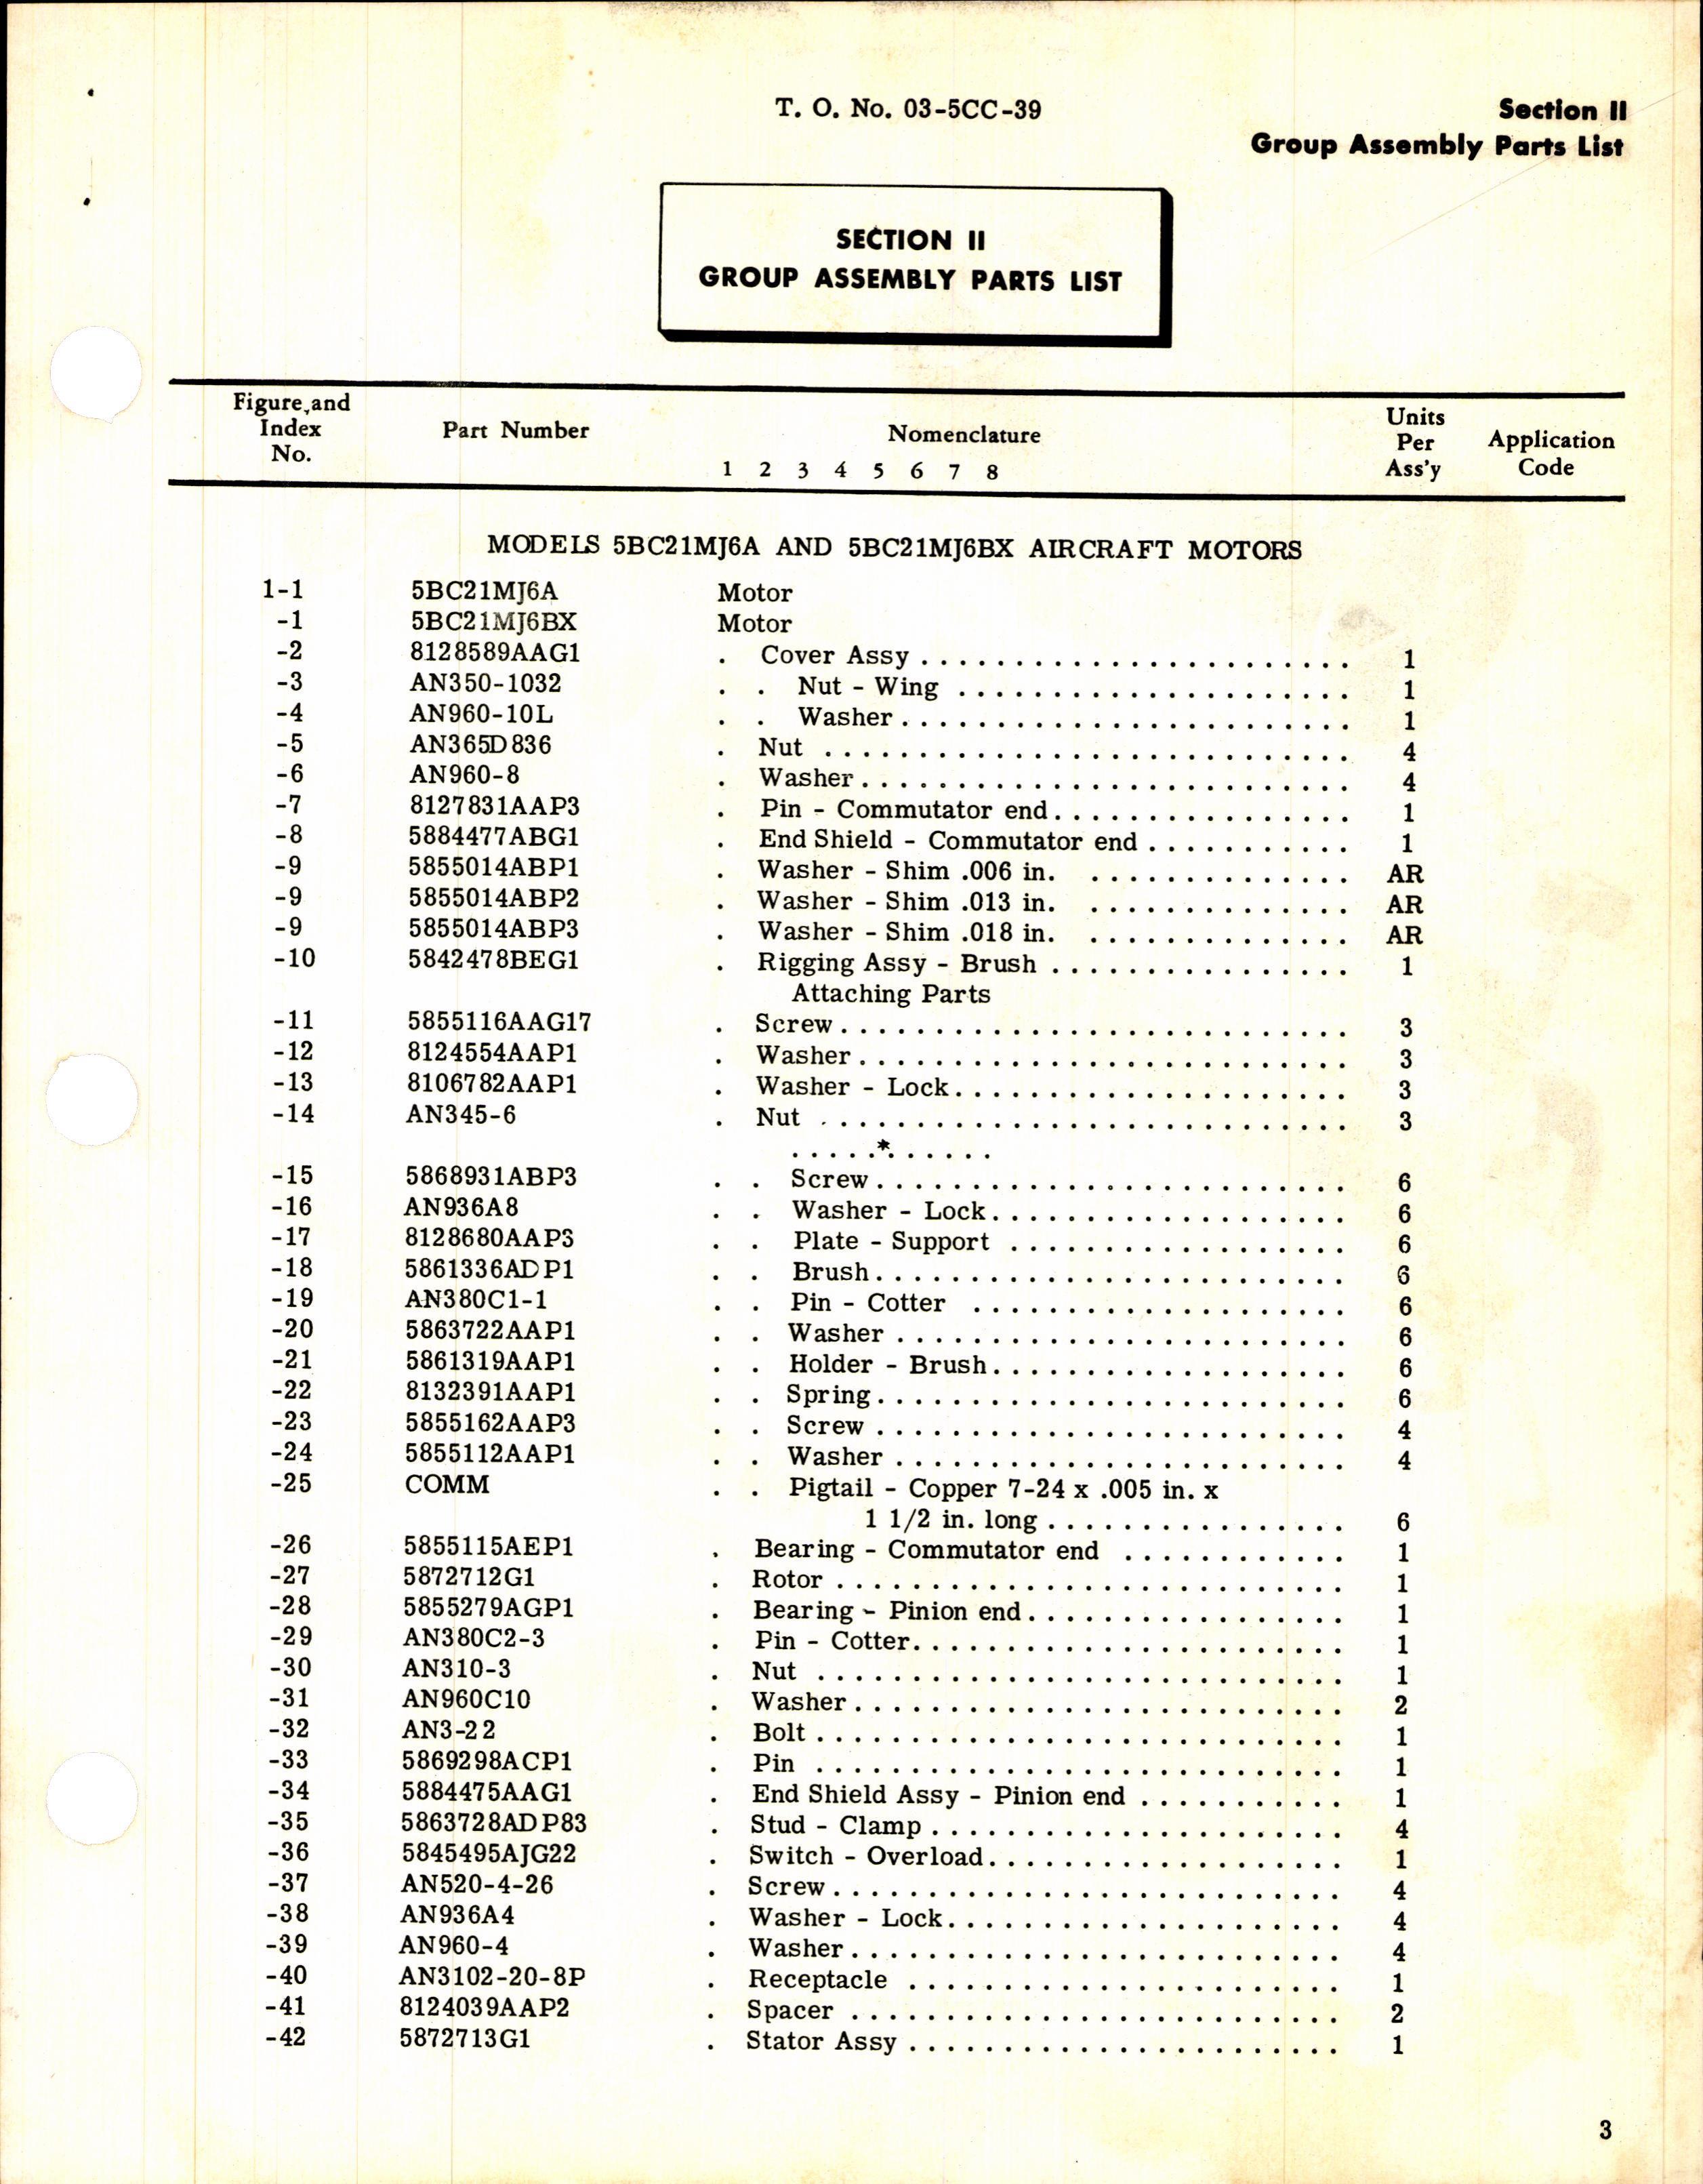 T. O. No. 03-5CC-39
Section II
Group Assembly Parts List
SECTION II
GROUP ASSEMBLY PARTS LIST
Figure and Index No. Part Number Nomenclature Units Per Ass'y Application Code
1 2 3 4 5 6 7 8
MODELS 5BC21MJ6A AND 5BC21MJ6BX AIRCRAFT MOTORS
1-1 5BC21MJ6A Motor
-1 5BC21MJ6BX Motor
-2 8128589AAG1 . Cover Assy . . . . . 1
-3 AN350-1032 . . Nut - Wing . . . . . 1
-4 AN960-10L . . Washer . . . . . 1
-5 AN365D836 . Nut . . . . . 4
-6 AN960-8 . Washer . . . . . 4
-7 8127831AAP3 . Pin - Commutator end . . . . . 1
-8 5884477ABG1 . End Shield - Commutator end . . . . . 1
-9 5855014ABP1 . Washer - Shim .006 in. . . . . . AR
-9 5855014ABP2 . Washer - Shim .013 in. . . . . . AR
-9 5855014ABP3 . Washer - Shim .018 in. . . . . . AR
-10 5842478BEG1 . Rigging Assy - Brush . . . . . 1
Attaching Parts
-11 5855116AAG17 . Screw . . . . . 3
-12 8124554AAP1 . Washer . . . . . 3
-13 8106782AAP1 . Washer - Lock . . . . . 3
-14 AN345-6 . Nut . . . . . 3
. . . . . * . . . . . .
-15 5868931ABP3 . . Screw . . . . . 6
-16 AN936A8 . . Washer - Lock . . . . . 6
-17 8128680AAP3 . . Plate - Support . . . . . 6
-18 5861336ADP1 . . Brush . . . . . 6
-19 AN380C1-1 . . Pin - Cotter . . . . . 6
-20 5863722AAP1 . . Washer . . . . . 6
-21 5861319AAP1 . . Holder - Brush . . . . . 6
-22 8132391AAP1 . . Spring . . . . . 6
-23 5855162AAP3 . . Screw . . . . . 4
-24 5855112AAP1 . . Washer . . . . . 4
-25 COMM . . Pigtail - Copper 7-24 x .005 in. x
1 1/2 in. long . . . . . 6
-26 5855115AEP1 . Bearing - Commutator end . . . . . 1
-27 5872712G1 . Rotor . . . . . 1
-28 5855279AGP1 . Bearing - Pinion end . . . . . 1
-29 AN380C2-3 . Pin - Cotter . . . . . 1
-30 AN310-3 . Nut . . . . . 1
-31 AN960C10 . Washer . . . . . 2
-32 AN3-22 . Bolt . . . . . 1
-33 5869298ACP1 . Pin . . . . . 1
-34 5884475AAG1 . End Shield Assy - Pinion end . . . . . 1
-35 5863728ADP83 . Stud - Clamp . . . . . 4
-36 5845495AJG22 . Switch - Overload . . . . . 1
-37 AN520-4-26 . Screw . . . . . 4
-38 AN936A4 . Washer - Lock . . . . . 4
-39 AN960-4 . Washer . . . . . 4
-40 AN3102-20-8P . Receptacle . . . . . 1
-41 8124039AAP2 . Spacer . . . . . 2
-42 5872713G1 . Stator Assy . . . . . 1
3